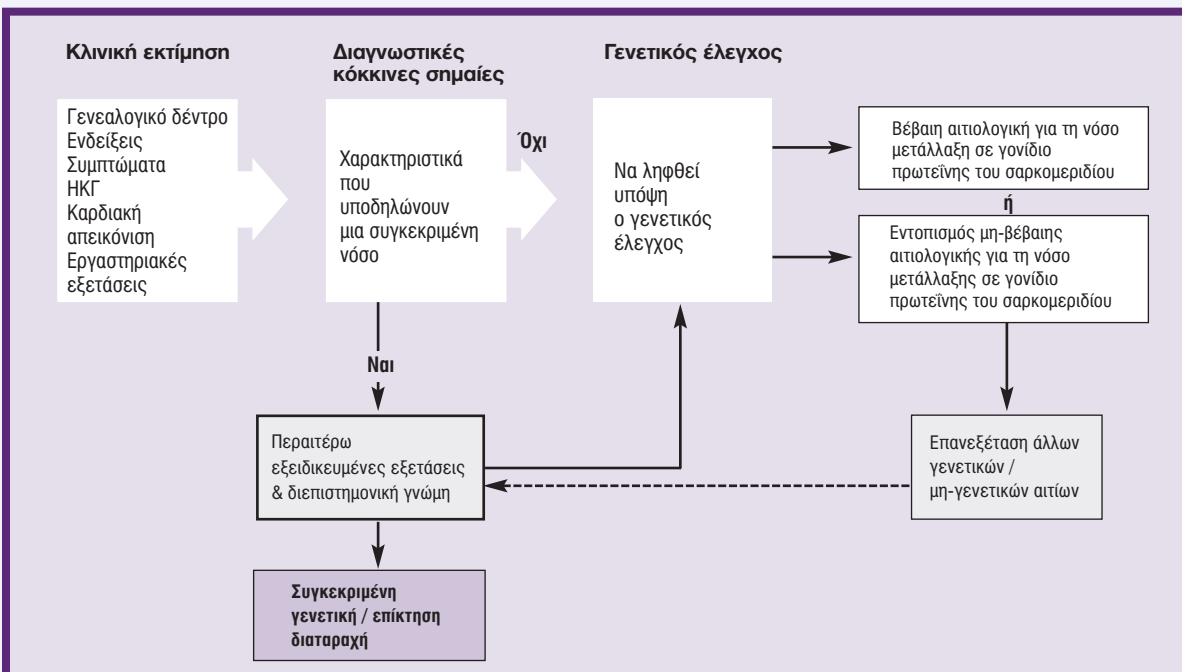 Κλινική εκτίμηση
Διαγνωστικές
κόκκινες σημαίες
Γενετικός έλεγχος
Γενεαλογικό δέντρο
Ενδείξεις
Συμπτώματα
ΗΚΓ
Καρδιακή
απεικόνιση
Εργαστηριακές
εξετάσεις
Χαρακτηριστικά
που
υποδηλώνουν
μια συγκεκριμένη
νόσο
Όχι
Να ληφθεί
υπόψη
ο γενετικός
έλεγχος
Βέβαιη αιτιολογική για τη νόσο
μετάλλαξη σε γονίδιο
πρωτεΐνης του σαρκομεριδίου
ή
Εντοπισμός μη-βέβαιης
αιτιολογικής για τη νόσο
μετάλλαξης σε γονίδιο
πρωτεΐνης του σαρκομεριδίου
Ναι
Περαιτέρω
εξειδικευμένες εξετάσεις
& διεπιστημονική γνώμη
Επανεξέταση άλλων
γενετικών /
μη-γενετικών αιτίων
Συγκεκριμένη
γενετική / επίκτηση
διαταραχή